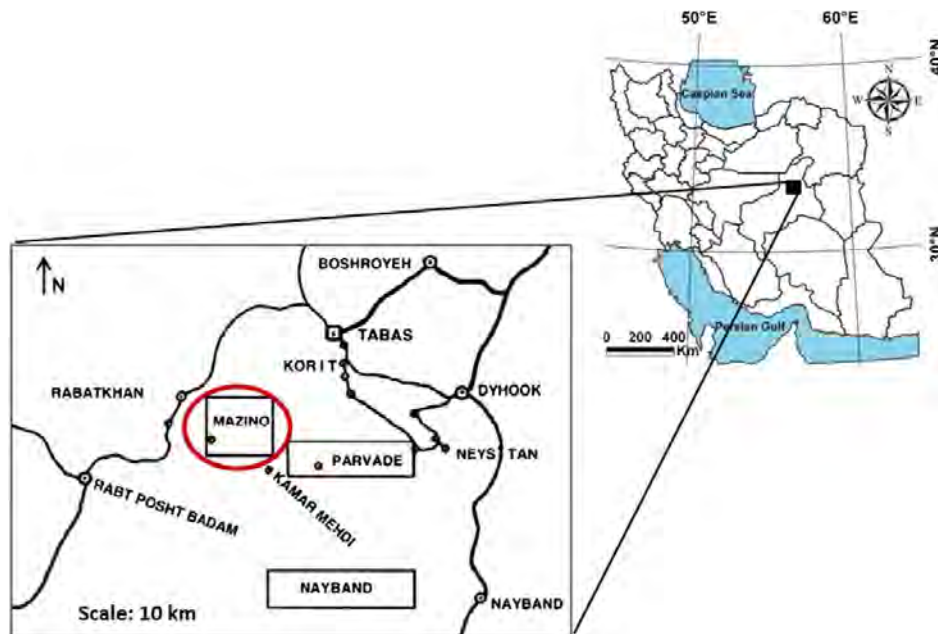 50°E
60°E
40°N
Caspian Sea
N
W
E
S
30°N
0 200 400
Km
Persian Gulf
N
BOSHROYEH
TABAS
KORIT
RABATKHAN
DYHOOK
MAZINO
PARVADE
NEYSTAN
KAMAR MEHDI
RABT POSHT BADAM
NAYBAND
NAYBAND
Scale: 10 km